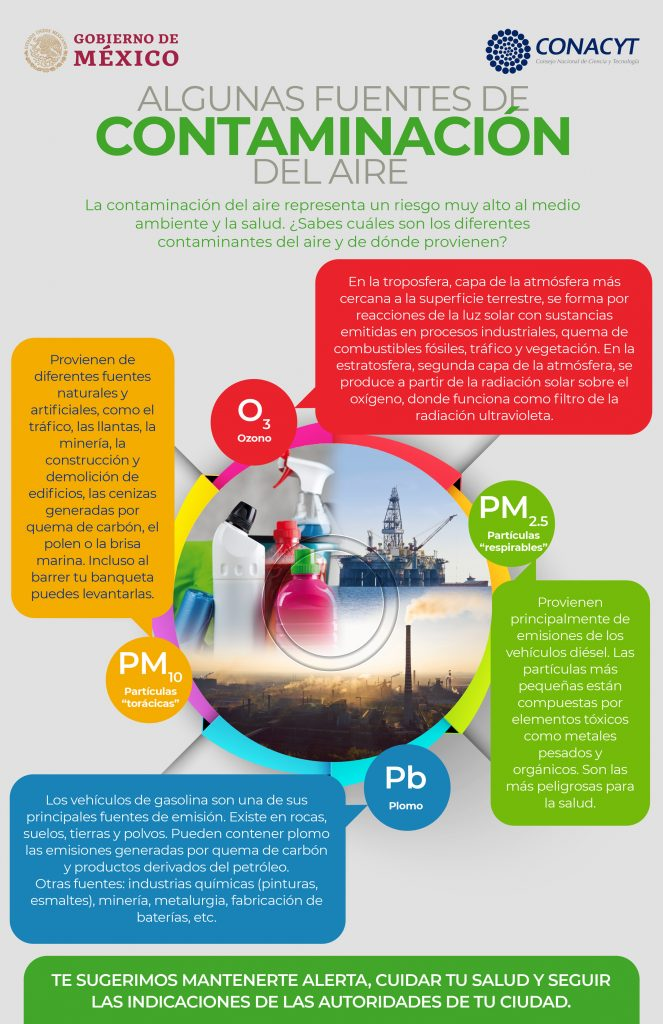 GOBIERNO DE
MÉXICO
CONACYT
Consejo Nacional de Ciencia y Tecnología
ALGUNAS FUENTES DE
CONTAMINACIÓN
DEL AIRE
La contaminación del aire representa un riesgo muy alto al medio
ambiente y la salud. ¿Sabes cuáles son los diferentes
contaminantes del aire y de dónde provienen?
En la troposfera, capa de la atmósfera más
cercana a la superficie terrestre, se forma por
reacciones de la luz solar con sustancias
emitidas en procesos industriales, quema de
combustibles fósiles, tráfico y vegetación. En la
estratosfera, segunda capa de la atmósfera, se
produce a partir de la radiación solar sobre el
oxígeno, donde funciona como filtro de la
radiación ultravioleta.
O3
Ozono
Provienen de
diferentes fuentes
naturales y
artificiales, como el
tráfico, las llantas, la
minería, la
construcción y
demolición de
edificios, las cenizas
generadas por
quema de carbón, el
polen o la brisa
marina. Incluso al
barrer tu banqueta
puedes levantarlas.
PM10
Partículas
“torácicas”
PM2.5
Partículas
“respirables”
Provienen
principalmente de
emisiones de los
vehículos diésel. Las
partículas más
pequeñas están
compuestas por
elementos tóxicos
como metales
pesados y
orgánicos. Son las
más peligrosas para
la salud.
Pb
Plomo
Los vehículos de gasolina son una de sus
principales fuentes de emisión. Existe en rocas,
suelos, tierras y polvos. Pueden contener plomo
las emisiones generadas por quema de carbón
y productos derivados del petróleo.
Otras fuentes: industrias químicas (pinturas,
esmaltes), minería, metalurgia, fabricación de
baterías, etc.
TE SUGERIMOS MANTENERTE ALERTA, CUIDAR TU SALUD Y SEGUIR
LAS INDICACIONES DE LAS AUTORIDADES DE TU CIUDAD.